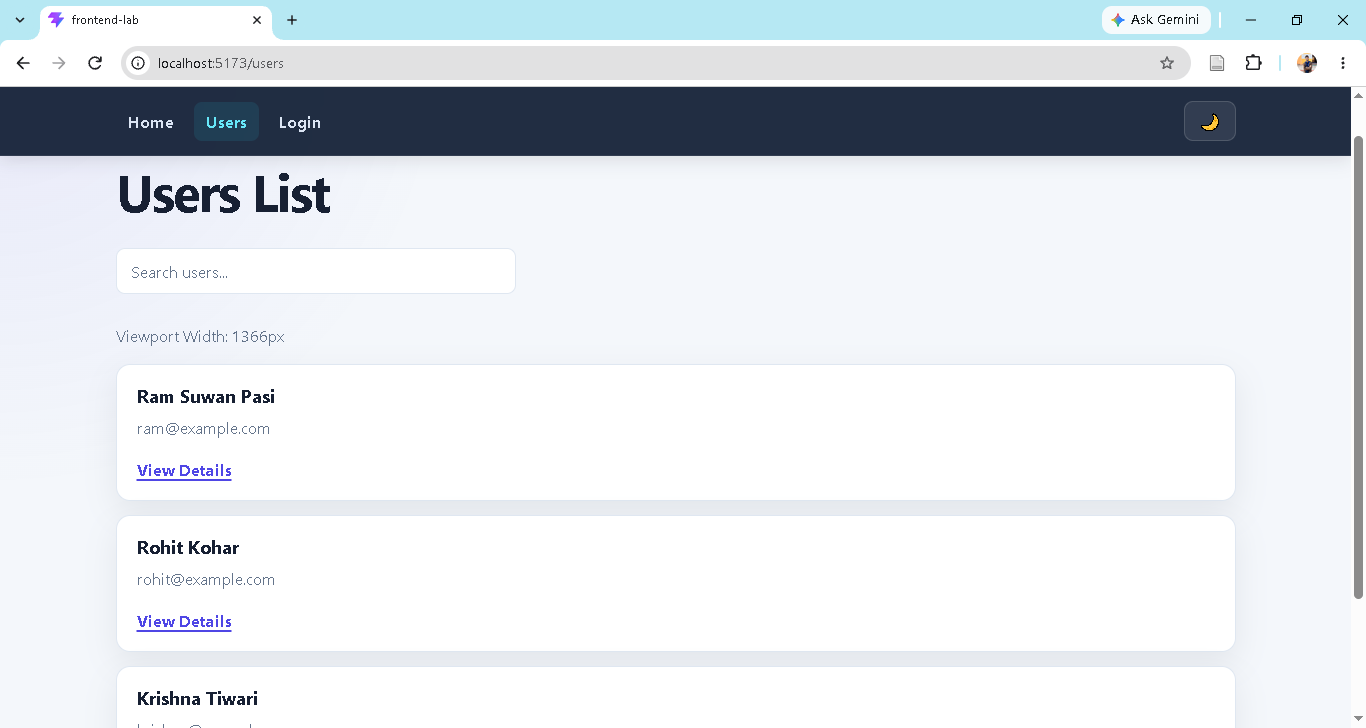 frontend-lab
Ask Gemini
localhost:5173/users
Home Users Login
Users List
Search users...
Viewport Width: 1366px
Ram Suwan Pasi
ram@example.com
View Details
Rohit Kohar
rohit@example.com
View Details
Krishna Tiwari